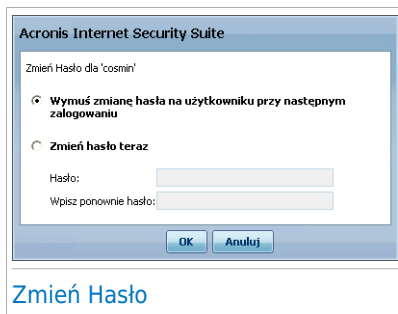 Acronis Internet Security Suite
Zmień Hasło dla 'cosmin'
Wymuś zmianę hasła na użytkowniku przy następnym
zalogowaniu
Zmień hasło teraz
Hasło:
Wpisz ponownie hasło:
OK
Anuluj
Zmień Hasło